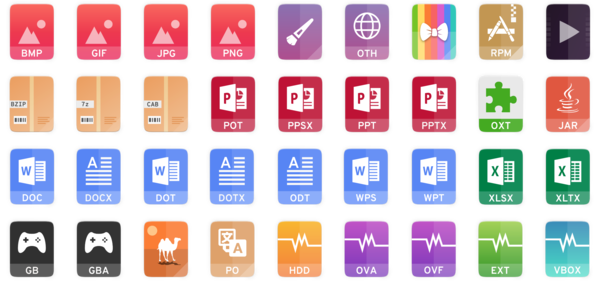 BMP
GIF
JPG
PNG
OTH
RPM
BZIP
7z
CAB
P
POT
P
PPSX
P
PPT
P
PPTX
OXT
JAR
W
DOC
A
DOCX
W
DOT
A
DOTX
A
ODT
W
WPS
W
WPT
X
XLSX
X
XLTX
GB
GBA
A
PO
HDD
OVA
OVF
EXT
VBOX